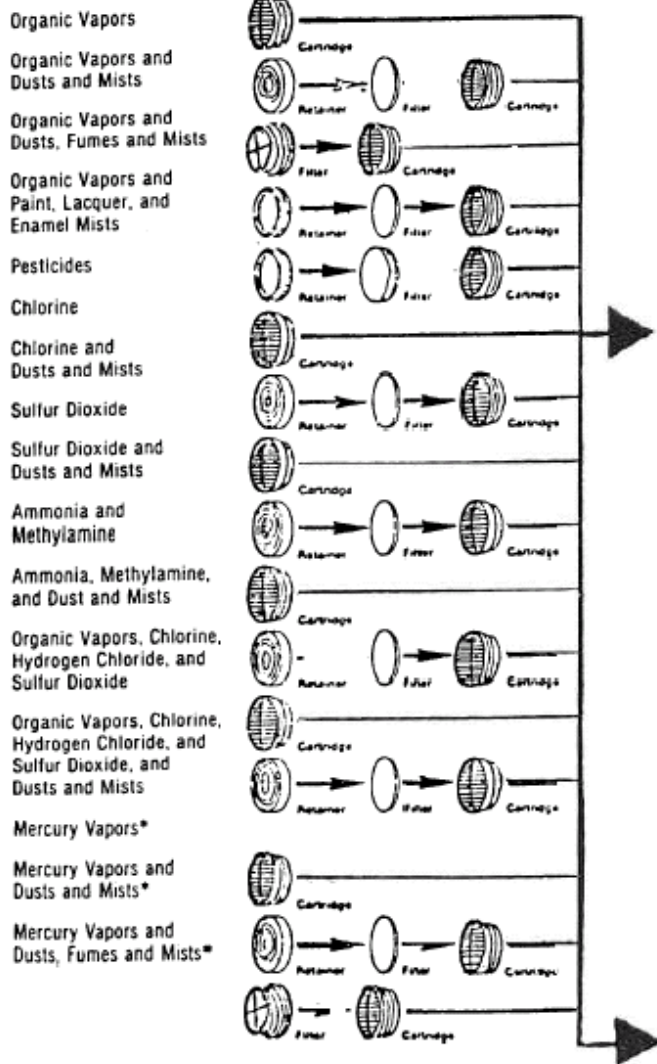 Organic Vapors
Organic Vapors and
Dusts and Mists
Organic Vapors and
Dusts, Fumes and Mists
Organic Vapors and
Paint, Lacquer, and
Enamel Mists
Pesticides
Chlorine
Chlorine and
Dusts and Mists
Sulfur Dioxide
Sulfur Dioxide and
Dusts and Mists
Ammonia and
Methylamine
Ammonia, Methylamine,
and Dust and Mists
Organic Vapors, Chlorine,
Hydrogen Chloride, and
Sulfur Dioxide
Organic Vapors, Chlorine,
Hydrogen Chloride, and
Sulfur Dioxide, and
Dusts and Mists
Mercury Vapors*
Mercury Vapors and
Dusts and Mists*
Mercury Vapors and
Dusts, Fumes and Mists*
Cartridge
Retainer Filter Cartridge
Filter Cartridge
Retainer Filter Cartridge
Retainer Filter Cartridge
Cartridge
Retainer Filter Cartridge
Cartridge
Retainer Filter Cartridge
Cartridge
Retainer Filter Cartridge
Cartridge
Retainer Filter Cartridge
Cartridge
Retainer Filter Cartridge
Filter Cartridge